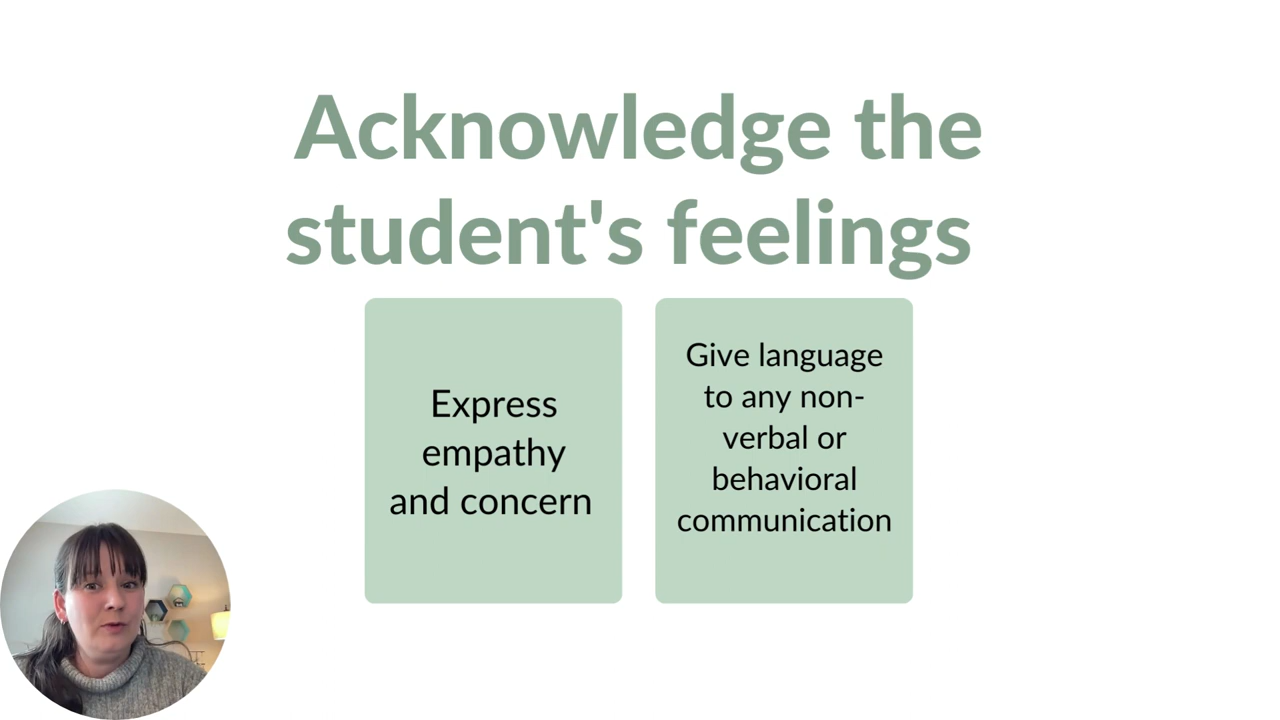 Acknowledge the
student's feelings
Express
empathy
and concern
Give language
to any non-
verbal or
behavioral
communication